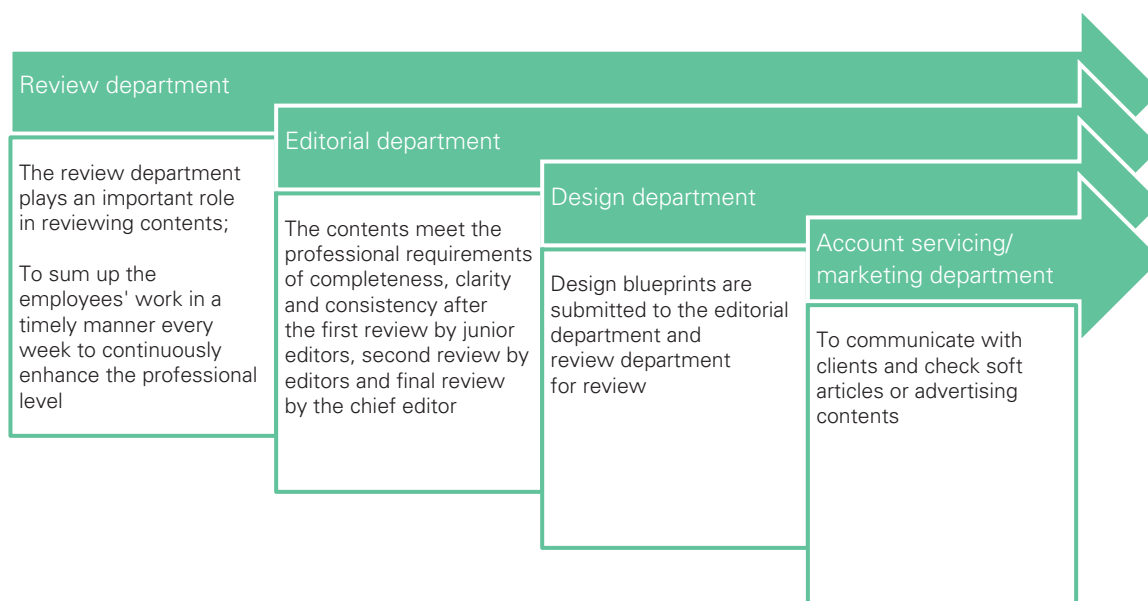 Review department
The review department
plays an important role
in reviewing contents;
To sum up the
employees' work in a
timely manner every
week to continuously
enhance the professional
level
Editorial department
The contents meet the
professional requirements
of completeness, clarity
and consistency after
the first review by junior
editors, second review by
editors and final review
by the chief editor
Design department
Design blueprints are
submitted to the editorial
department and
review department
for review
Account servicing/
marketing department
To communicate with
clients and check soft
articles or advertising
contents